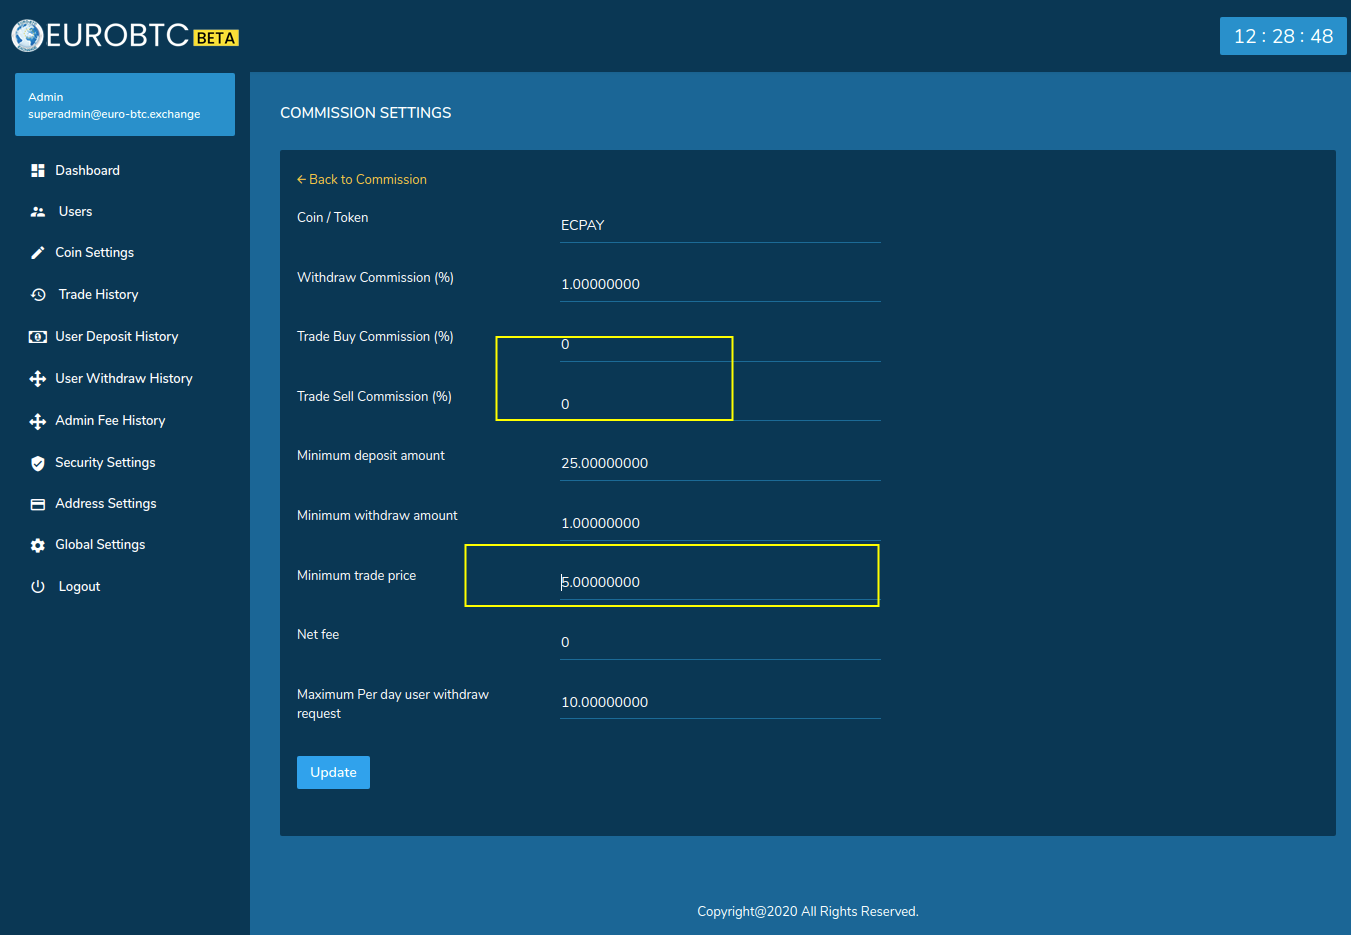 EUROBTC BETA
12 : 28 : 48
Admin
superadmin@euro-btc.exchange
Dashboard
Users
Coin Settings
Trade History
User Deposit History
User Withdraw History
Admin Fee History
Security Settings
Address Settings
Global Settings
Logout
COMMISSION SETTINGS
Back to Commission
Coin / Token
ECPAY
Withdraw Commission (%)
1.00000000
Trade Buy Commission (%)
0
Trade Sell Commission (%)
0
Minimum deposit amount
25.00000000
Minimum withdraw amount
1.00000000
Minimum trade price
5.00000000
Net fee
0
Maximum Per day user withdraw
request
10.00000000
Update
Copyright@2020 All Rights Reserved.